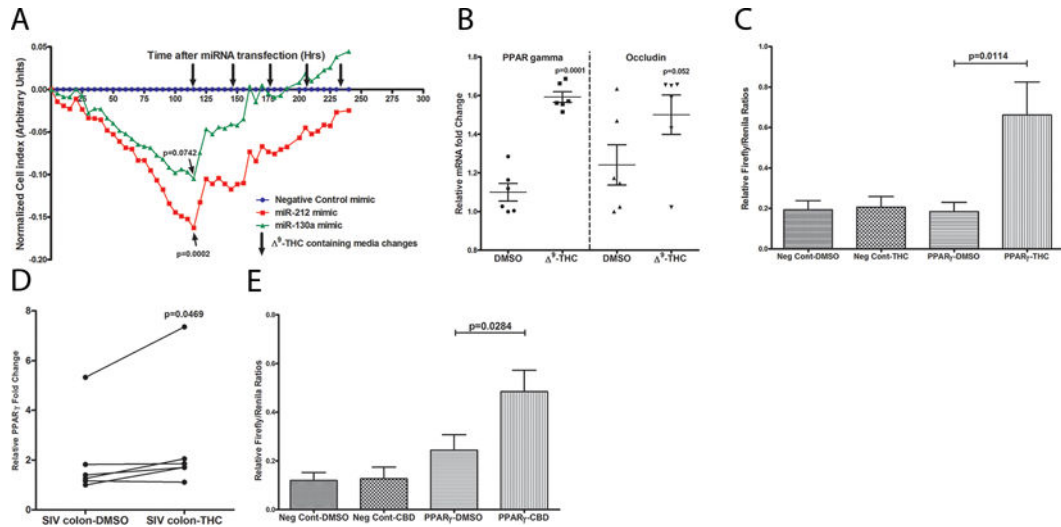 A
Normalized Cell index (Arbitrary Units)
0.05
0.00
-0.05
-0.10
-0.15
-0.20
Time after miRNA transfection (Hrs)
25
50
75
100
125
150
175
200
225
250
275
300
p=0.0742
p=0.0002
Negative Control mimic
miR-212 mimic
miR-130a mimic
Δ⁹-THC containing media changes
B
Relative mRNA fold Change
1.8
1.6
1.4
1.2
1.0
0.8
PPAR gamma
p=0.0001
Occludin
p=0.052
DMSO
Δ⁹-THC
DMSO
Δ⁹-THC
C
Relative Firefly/Renila Ratios
1.0
0.8
0.6
0.4
0.2
0.0
p=0.0114
Neg Cont-DMSO
Neg Cont-THC
PPARγ-DMSO
PPARγ-THC
D
Relative PPARγ Fold Change
8
6
4
2
0
p=0.0469
SIV colon-DMSO
SIV colon-THC
E
Relative Firefly/Renila Ratios
0.8
0.6
0.4
0.2
0.0
p=0.0284
Neg Cont-DMSO
Neg Cont-CBD
PPARγ-DMSO
PPARγ-CBD